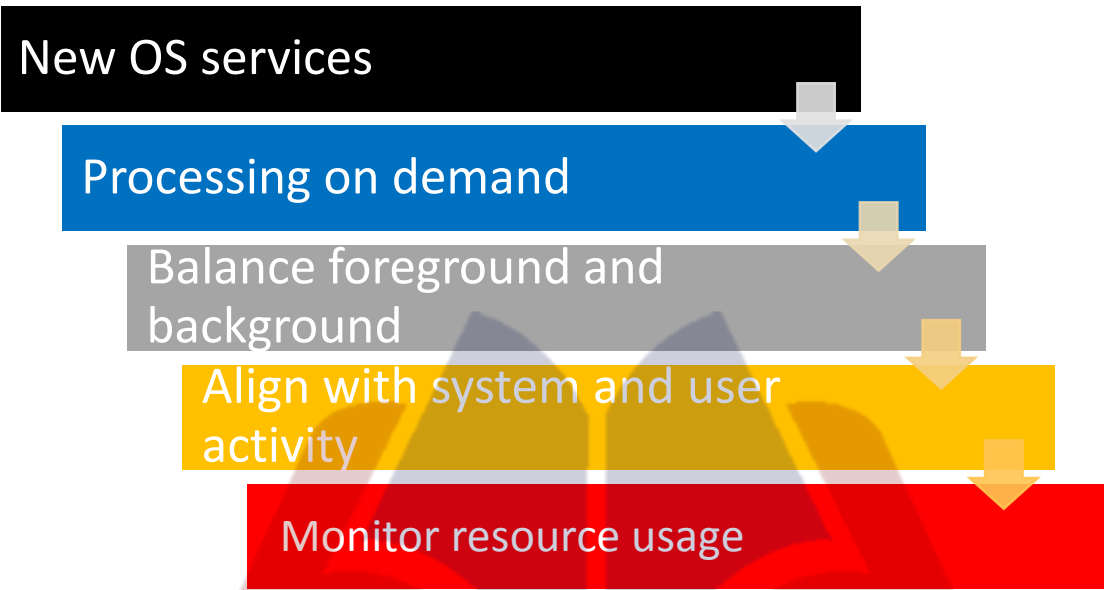 New OS services
Processing on demand
Balance foreground and
background
Align with system and user
activity
Monitor resource usage